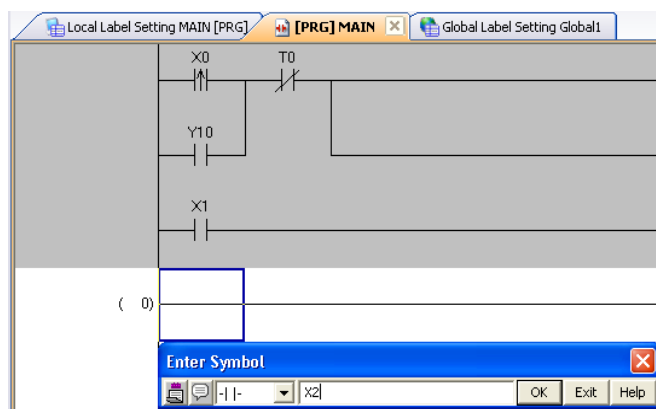 Local Label Setting MAIN [PRG] [PRG] MAIN Global Label Setting Global1
X0 T0
Y10
X1
( 0)
Enter Symbol
-| |- X2 OK Exit Help